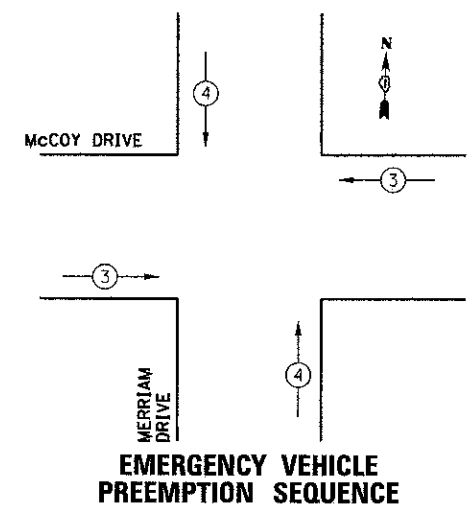 N
4
McCOY DRIVE
3
3
4
MERRIAM
DRIVE
EMERGENCY VEHICLE
PREEMPTION SEQUENCE